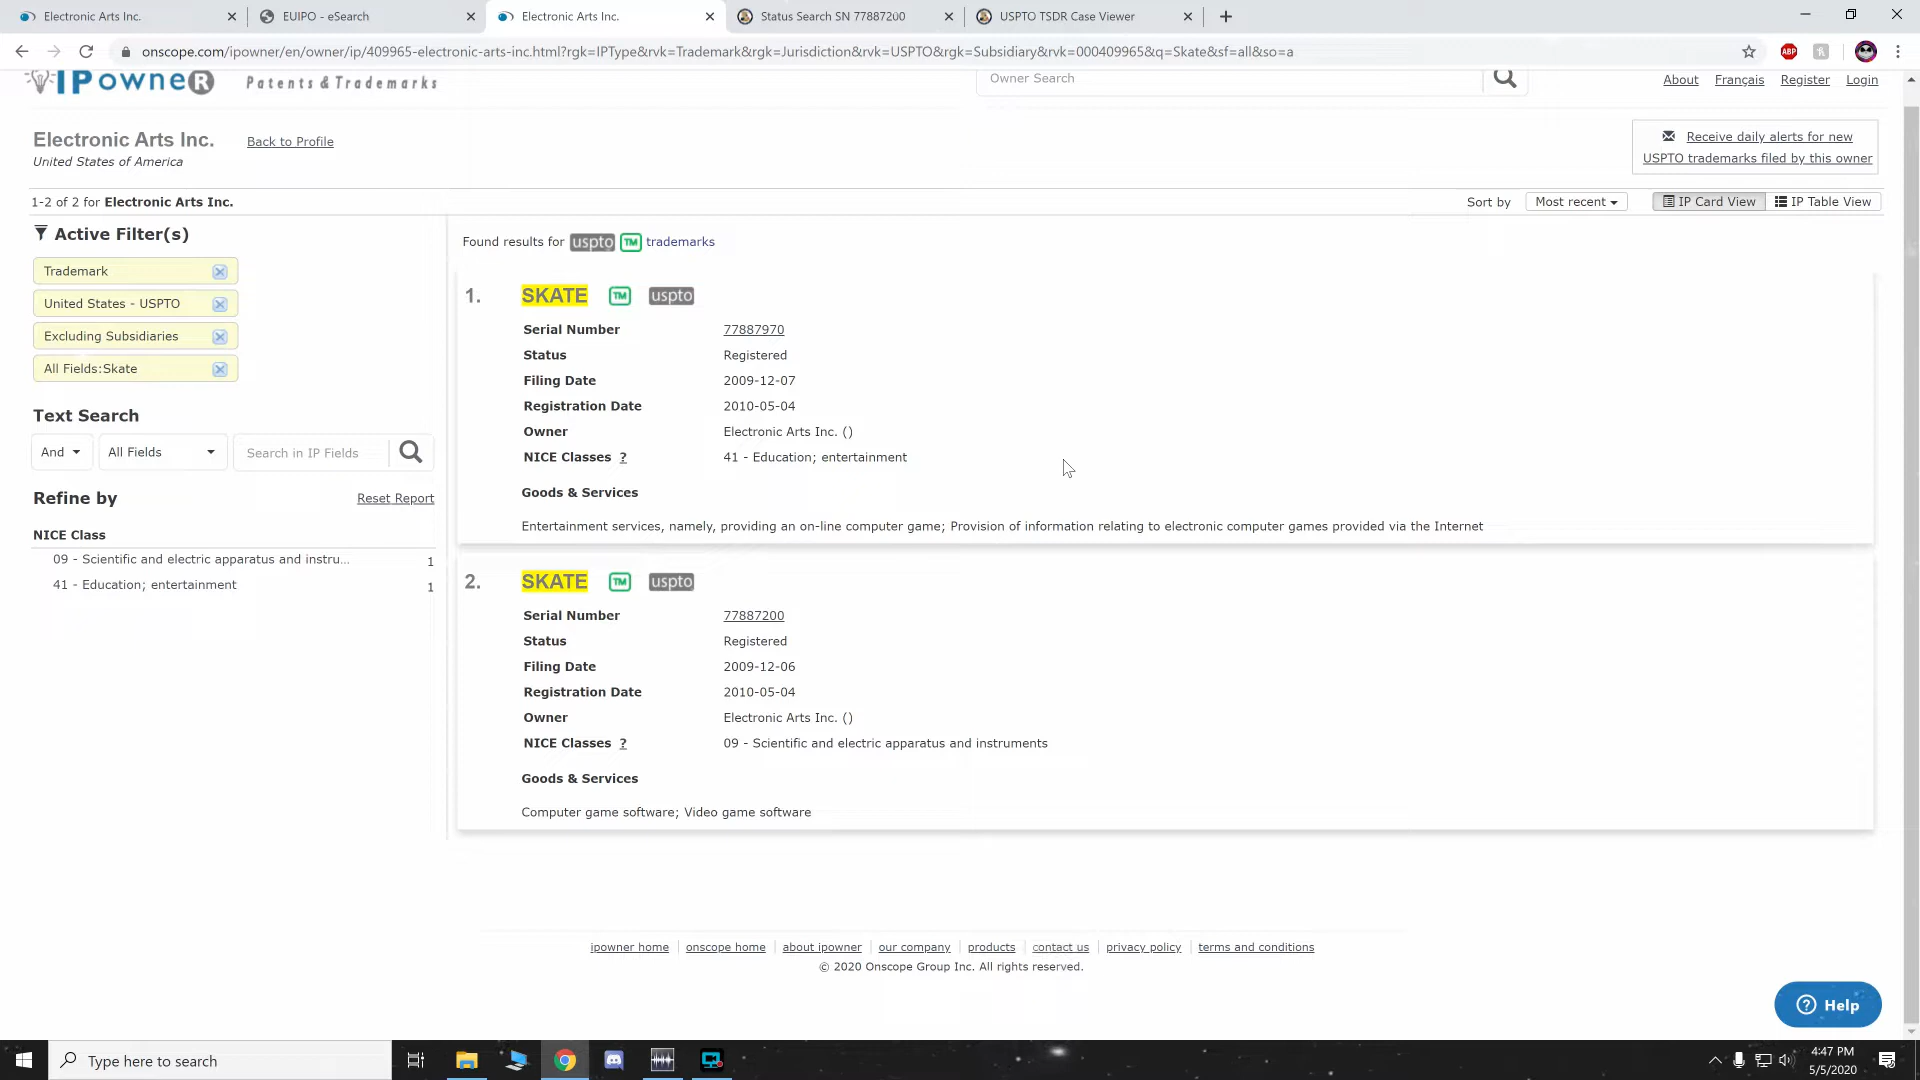 Electronic Arts Inc.
EUIPO - eSearch
Electronic Arts Inc.
Status Search SN 77887200
USPTO TSDR Case Viewer
onscope.com/ipowner/en/owner/ip/409965-electronic-arts-inc.html?rgk=IPType&rvk=Trademark&rgk=Jurisdiction&rvk=USPTO&rgk=Subsidiary&rvk=000409965&q=Skate&sf=all&so=a
ABP
IPowneR
Patents & Trademarks
Owner Search
About Français Register Login
Electronic Arts Inc. Back to Profile
United States of America
Receive daily alerts for new
USPTO trademarks filed by this owner
1-2 of 2 for Electronic Arts Inc.
Sort by Most recent IP Card View IP Table View
Active Filter(s)
Trademark
United States - USPTO
Excluding Subsidiaries
All Fields:Skate
Text Search
And All Fields Search in IP Fields
Refine by Reset Report
NICE Class
09 - Scientific and electric apparatus and instru... 1
41 - Education; entertainment 1
Found results for uspto TM trademarks
1. SKATE TM uspto
Serial Number 77887970
Status Registered
Filing Date 2009-12-07
Registration Date 2010-05-04
Owner Electronic Arts Inc. ()
NICE Classes ? 41 - Education; entertainment
Goods & Services
Entertainment services, namely, providing an on-line computer game; Provision of information relating to electronic computer games provided via the Internet
2. SKATE TM uspto
Serial Number 77887200
Status Registered
Filing Date 2009-12-06
Registration Date 2010-05-04
Owner Electronic Arts Inc. ()
NICE Classes ? 09 - Scientific and electric apparatus and instruments
Goods & Services
Computer game software; Video game software
ipowner home onscope home about ipowner our company products contact us privacy policy terms and conditions
© 2020 Onscope Group Inc. All rights reserved.
? Help
Type here to search
4:47 PM
5/5/2020